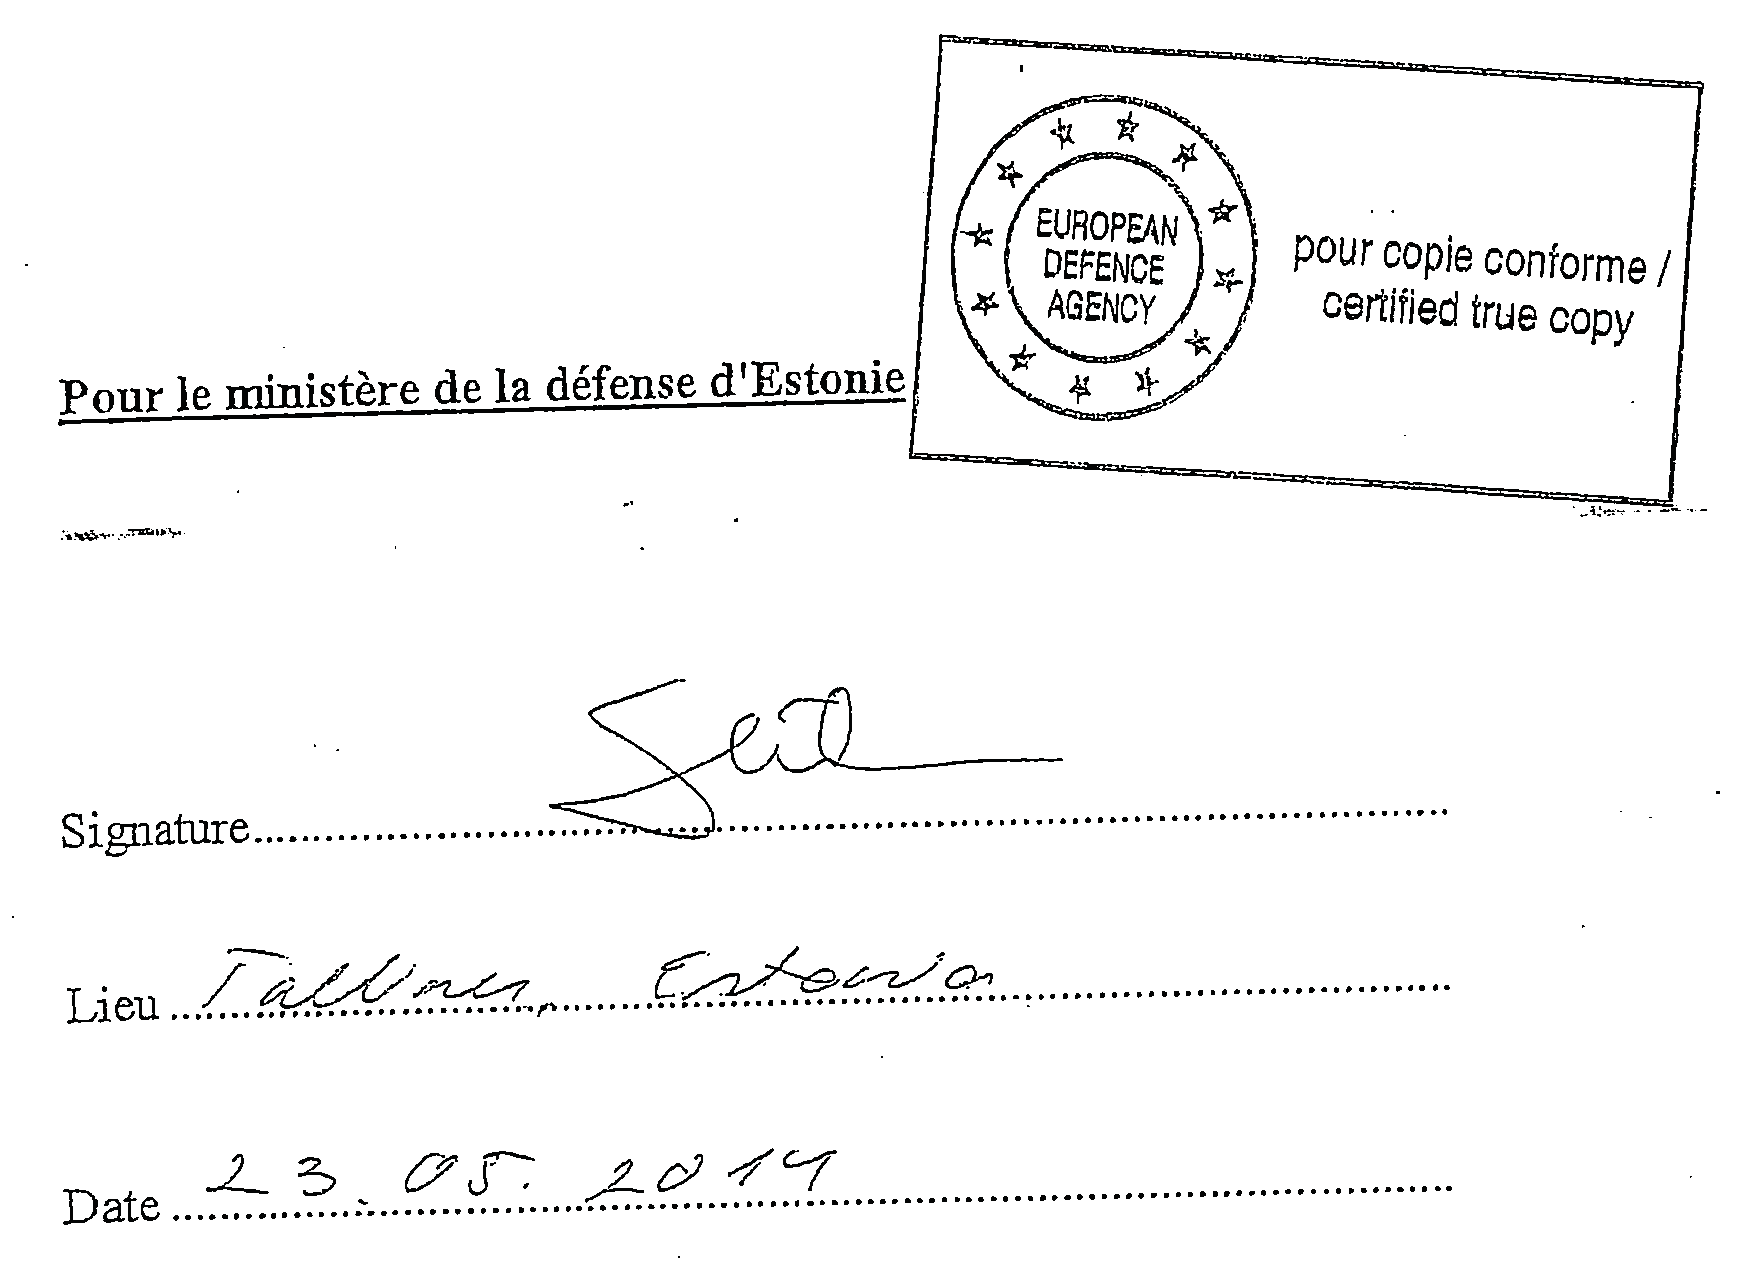 EUROPEAN
DEFENCE
AGENCY
pour copie conforme /
certified true copy
Pour le ministère de la défense d'Estonie
Signature
Lieu Tallinn, Estonia
Date 23.05.2014